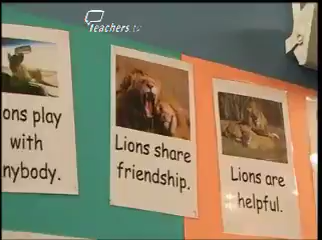 teachers.tv
ons play
with
nybody.
Lions share
friendship.
Lions are
helpful.